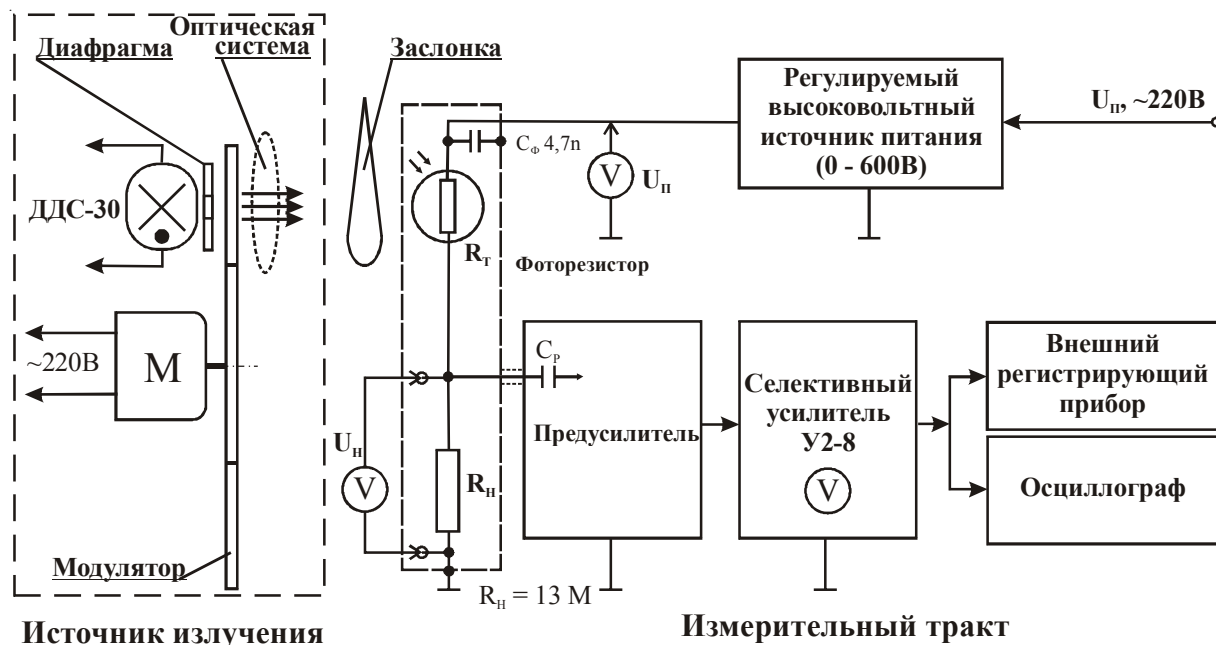 Оптическая
система
Диафрагма
ДДС-30
~220В
М
Модулятор
Источник излучения
Заслонка
Cф 4,7n
Rт
Фоторезистор
V
Uп
Регулируемый
высоковольтный
источник питания
(0 - 600В)
Uп, ~220В
Uн
V
Rн
Rн = 13 М
Cр
Предусилитель
Селективный
усилитель
У2-8
V
Внешний
регистрирующий
прибор
Осциллограф
Измерительный тракт